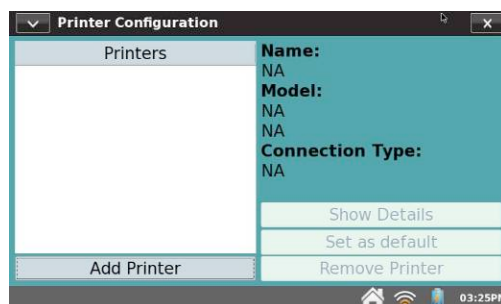 Printer Configuration
Printers
Add Printer
Name:
NA
Model:
NA
NA
Connection Type:
NA
Show Details
Set as default
Remove Printer
03:25PM